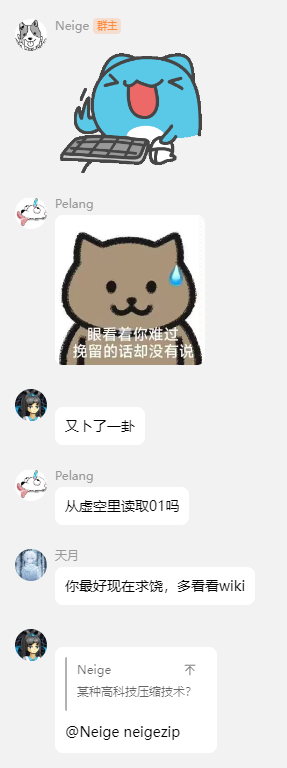 Neige 群主
Pelang
眼看着你难过
挽留的话却没有说
又卜了一卦
Pelang
从虚空里读取01吗
天月
你最好现在求饶，多看看wiki
Neige
某种高科技压缩技术?
@Neige neigezip